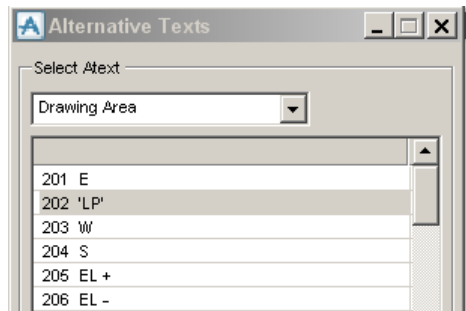 Alternative Texts
Select Atext
Drawing Area
201 E
202 'LP'
203 W
204 S
205 EL +
206 EL -